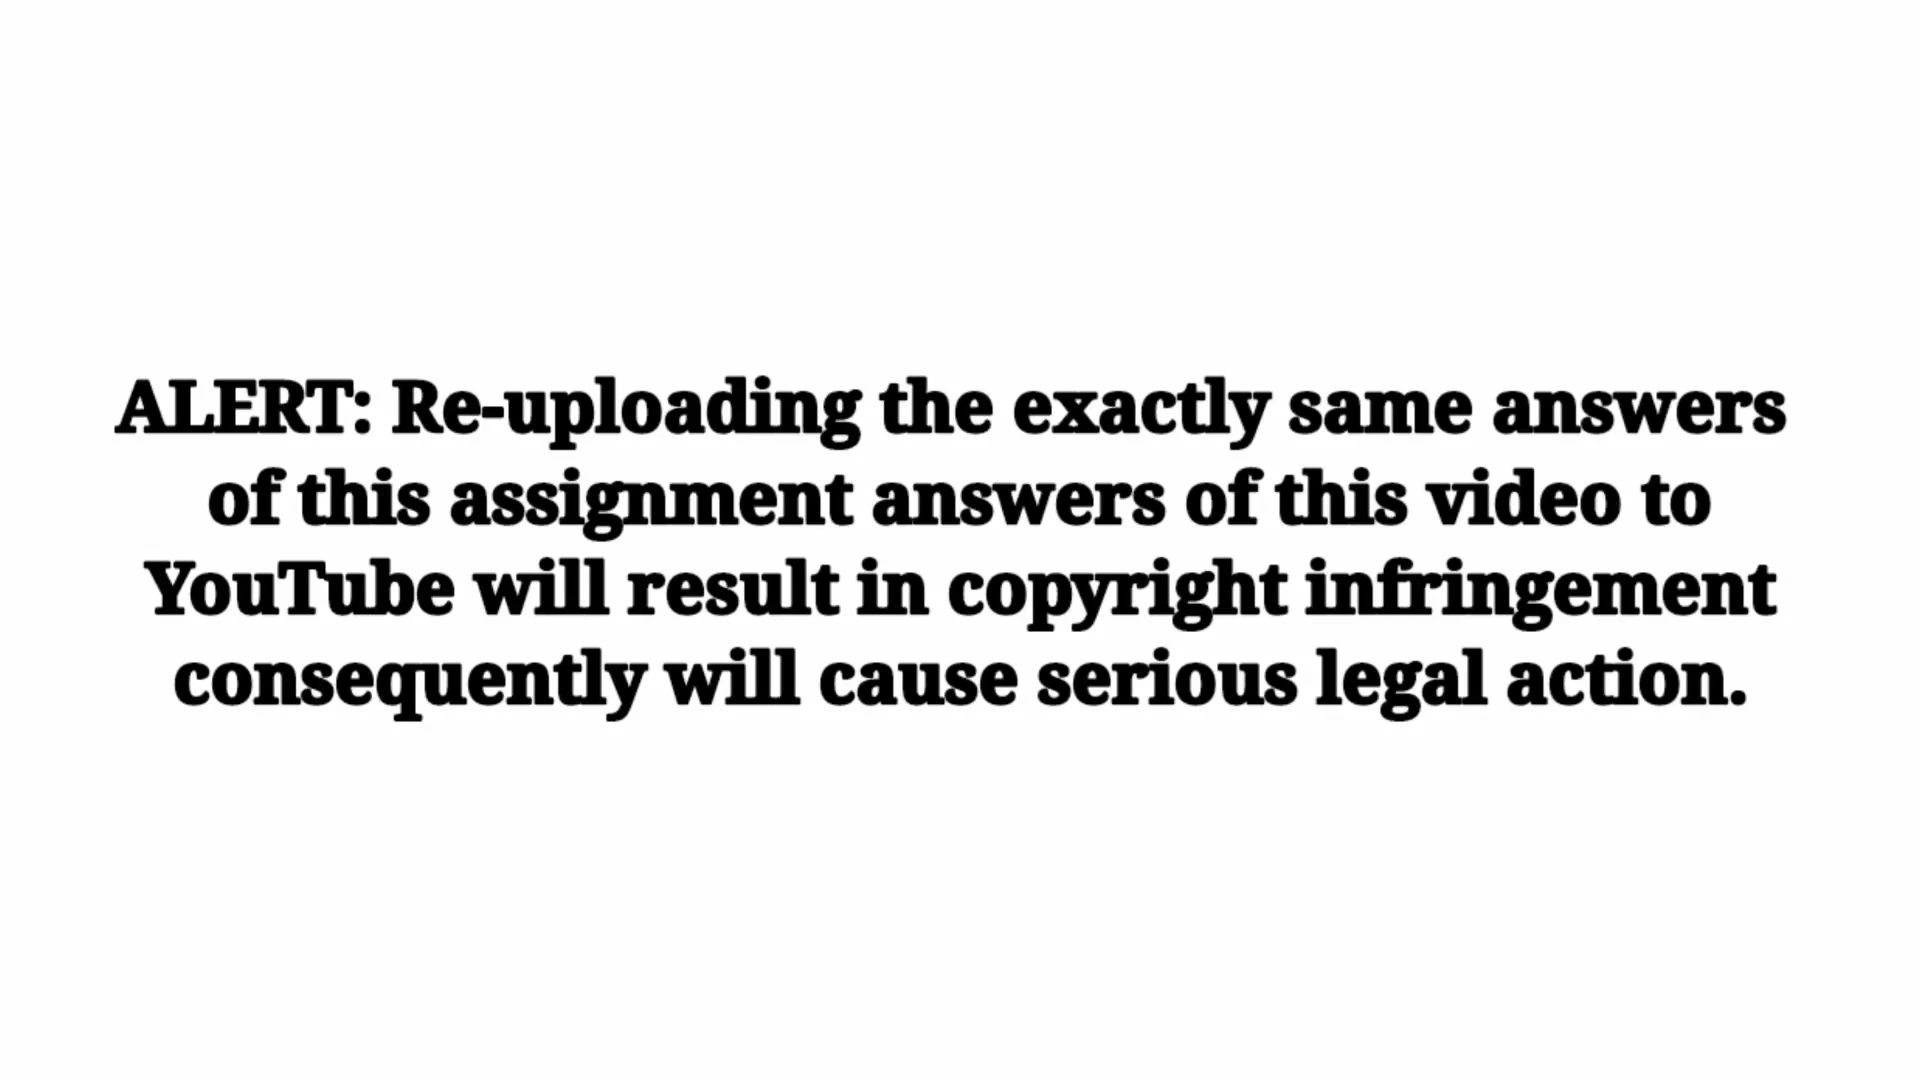 ALERT: Re-uploading the exactly same answers
of this assignment answers of this video to
YouTube will result in copyright infringement
consequently will cause serious legal action.